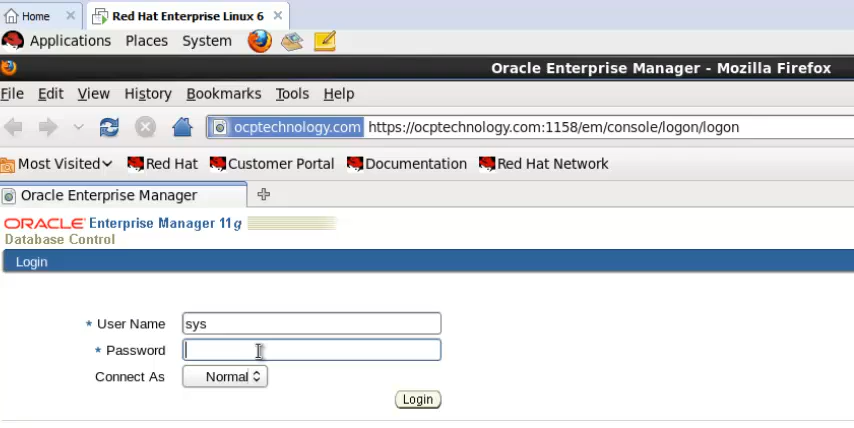 Home × Red Hat Enterprise Linux 6 ×
Applications Places System
Oracle Enterprise Manager - Mozilla Firefox
File Edit View History Bookmarks Tools Help
ocptechnology.com https://ocptechnology.com:1158/em/console/logon/logon
Most Visited Red Hat Customer Portal Documentation Red Hat Network
Oracle Enterprise Manager
ORACLE Enterprise Manager 11g
Database Control
Login
* User Name sys
* Password
Connect As Normal
Login